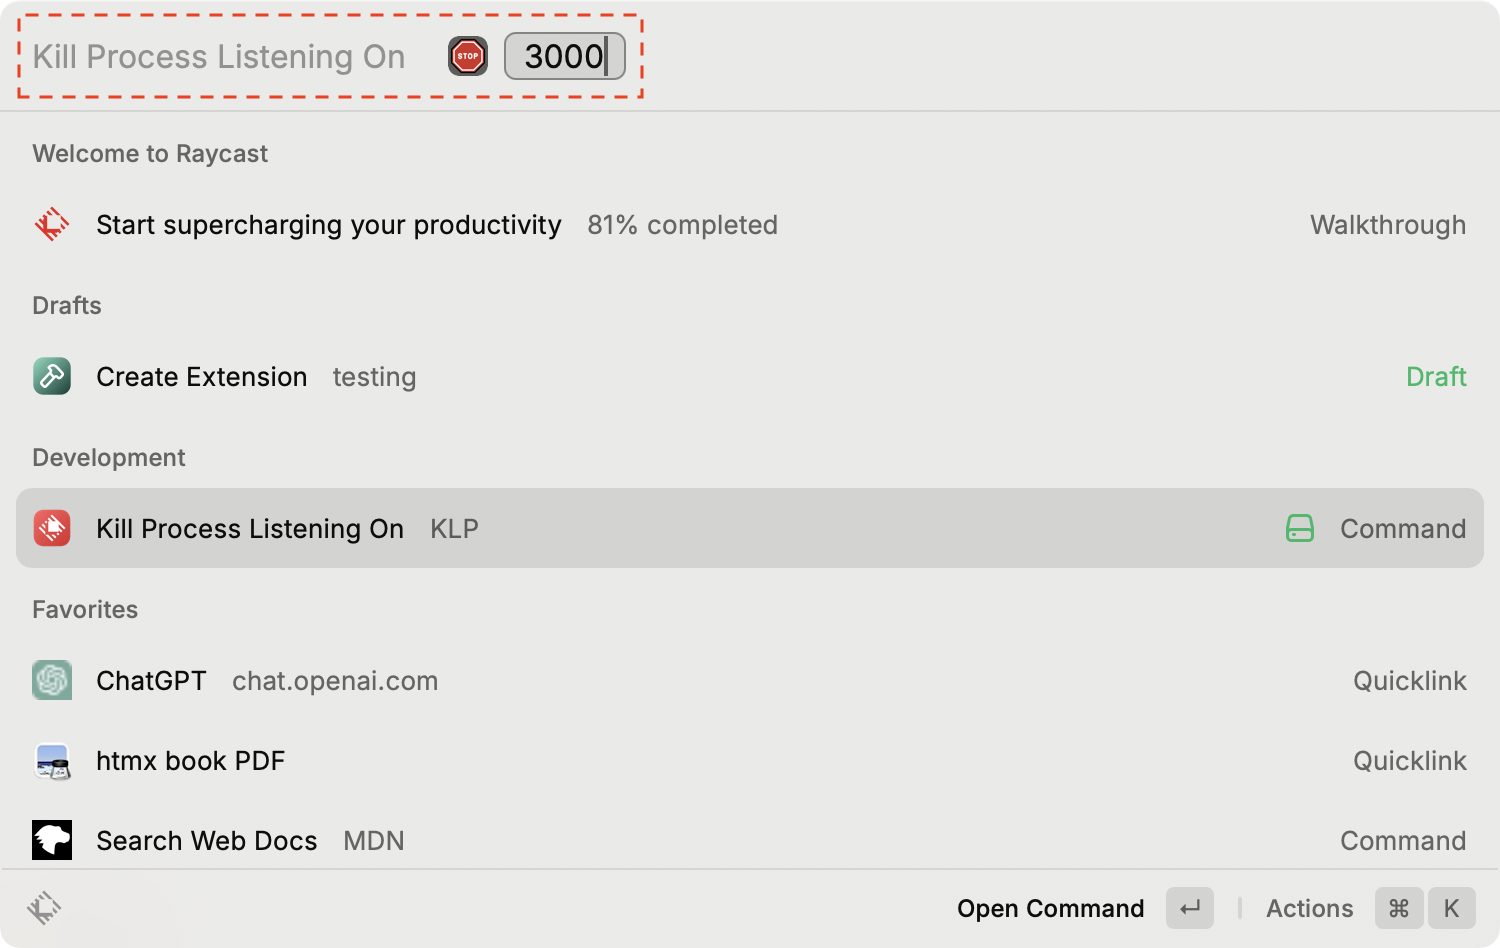 Kill Process Listening On STOP 3000
Welcome to Raycast
Start supercharging your productivity 81% completed Walkthrough
Drafts
Create Extension testing Draft
Development
Kill Process Listening On KLP Command
Favorites
ChatGPT chat.openai.com Quicklink
htmx book PDF Quicklink
Search Web Docs MDN Command
Open Command ↵ Actions ⌘ K